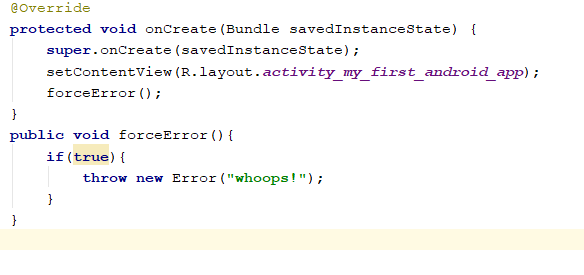 @Override
protected void onCreate(Bundle savedInstanceState) {
super.onCreate(savedInstanceState);
setContentView(R.layout.activity_my_first_android_app);
forceError();
}
public void forceError(){
if(true){
throw new Error("whoops!");
}
}